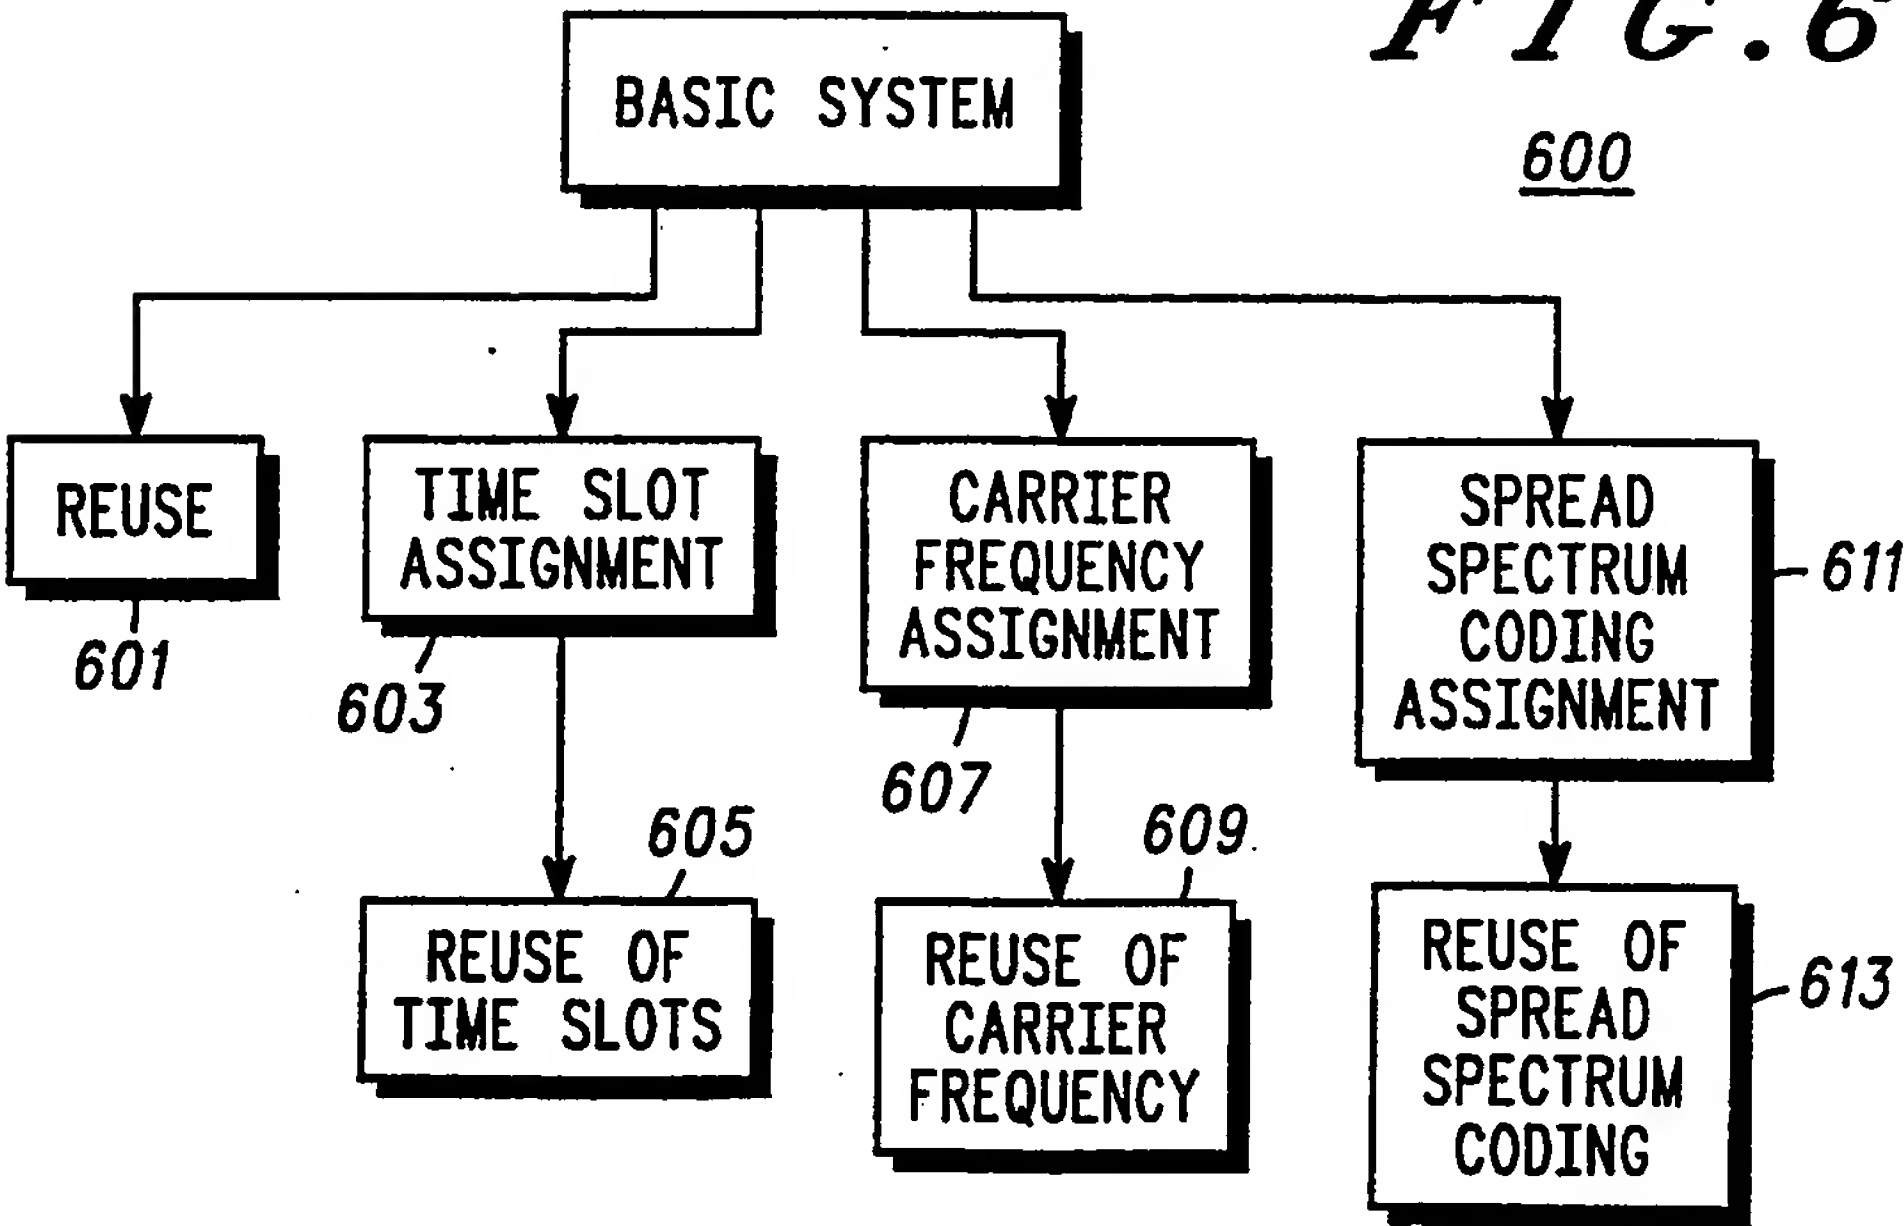 FIG.6
BASIC SYSTEM
600
REUSE
601
TIME SLOT
ASSIGNMENT
603
CARRIER
FREQUENCY
ASSIGNMENT
607
SPREAD
SPECTRUM
CODING
ASSIGNMENT
611
605
REUSE OF
TIME SLOTS
609
REUSE OF
CARRIER
FREQUENCY
REUSE OF
SPREAD
SPECTRUM
CODING
613